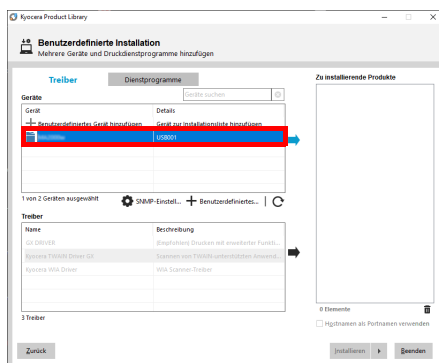 Kyocera Product Library
Benutzerdefinierte Installation
Mehrere Geräte und Druckdienstprogramme hinzufügen
Treiber
Dienstprogramme
Zu installierende Produkte
Geräte
Geräte suchen
Gerät Details
Benutzerdefiniertes Gerät hinzufügen Gerät zur Installationsliste hinzufügen
USB001
1 von 2 Geräten ausgewählt SNMP-Einstell... Benutzerdefiniertes...
Treiber
Name Beschreibung
GX DRIVER (Empfohlen) Drucken mit erweiterter Funkti...
Kyocera TWAIN Driver GX Scannen von TWAIN-unterstützten Anwend...
Kyocera WIA Driver WIA Scanner-Treiber
0 Elemente
3 Treiber
Hostnamen als Portnamen verwenden
Zurück
Installieren
Beenden